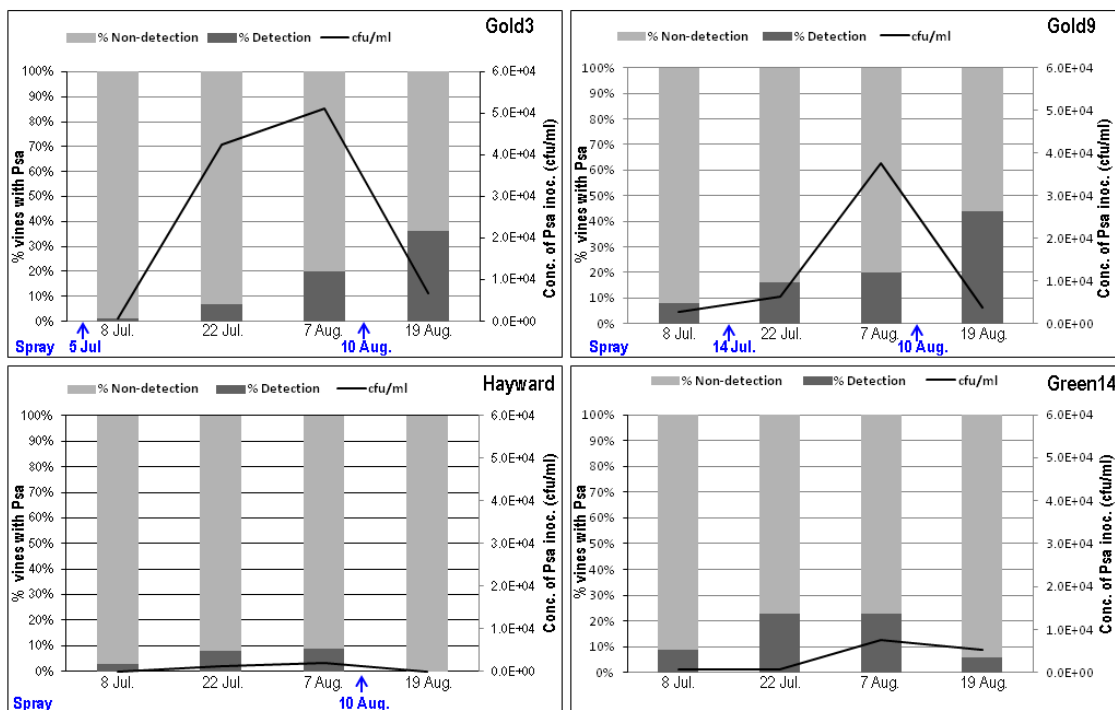 Gold3
% Non-detection % Detection cfu/ml
100%
90%
80%
70%
60%
50%
40%
30%
20%
10%
0%
% vines with Psa
6.0E+04
5.0E+04
4.0E+04
3.0E+04
2.0E+04
1.0E+04
0.0E+00
Conc. of Psa inoc. (cfu/ml)
8 Jul. 22 Jul. 7 Aug. 19 Aug.
Spray 5 Jul 10 Aug.
Gold9
% Non-detection % Detection cfu/ml
100%
90%
80%
70%
60%
50%
40%
30%
20%
10%
0%
% vines with Psa
6.0E+04
5.0E+04
4.0E+04
3.0E+04
2.0E+04
1.0E+04
0.0E+00
Conc. of Psa inoc. (cfu/ml)
8 Jul. 22 Jul. 7 Aug. 19 Aug.
Spray 14 Jul. 10 Aug.
Hayward
% Non-detection % Detection cfu/ml
100%
90%
80%
70%
60%
50%
40%
30%
20%
10%
0%
% vines with Psa
6.0E+04
5.0E+04
4.0E+04
3.0E+04
2.0E+04
1.0E+04
0.0E+00
Conc. of Psa inoc. (cfu/ml)
8 Jul. 22 Jul. 7 Aug. 19 Aug.
Spray 10 Aug.
Green14
% Non-detection % Detection cfu/ml
100%
90%
80%
70%
60%
50%
40%
30%
20%
10%
0%
% vines with Psa
6.0E+04
5.0E+04
4.0E+04
3.0E+04
2.0E+04
1.0E+04
0.0E+00
Conc. of Psa inoc. (cfu/ml)
8 Jul. 22 Jul. 7 Aug. 19 Aug.